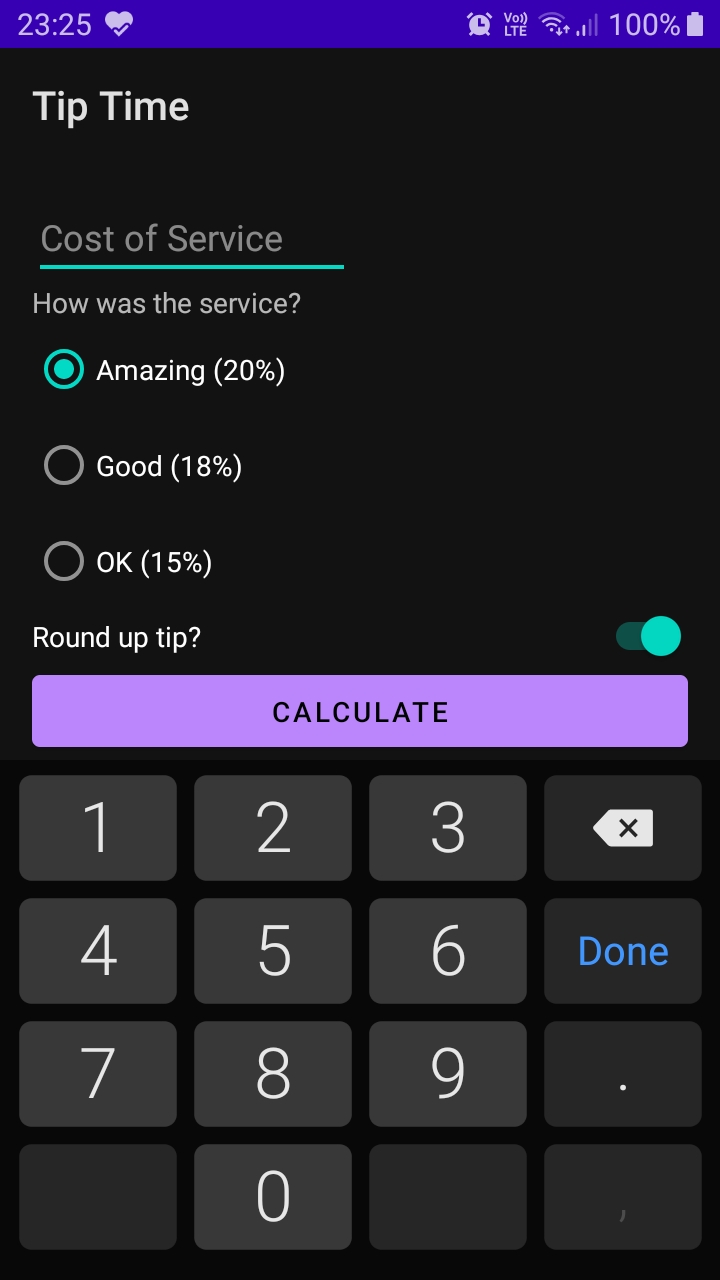 23:25 Vo)) LTE 100%
Tip Time
Cost of Service
How was the service?
Amazing (20%)
Good (18%)
OK (15%)
Round up tip?
CALCULATE
1 2 3
4 5 6 Done
7 8 9 .
0 ,